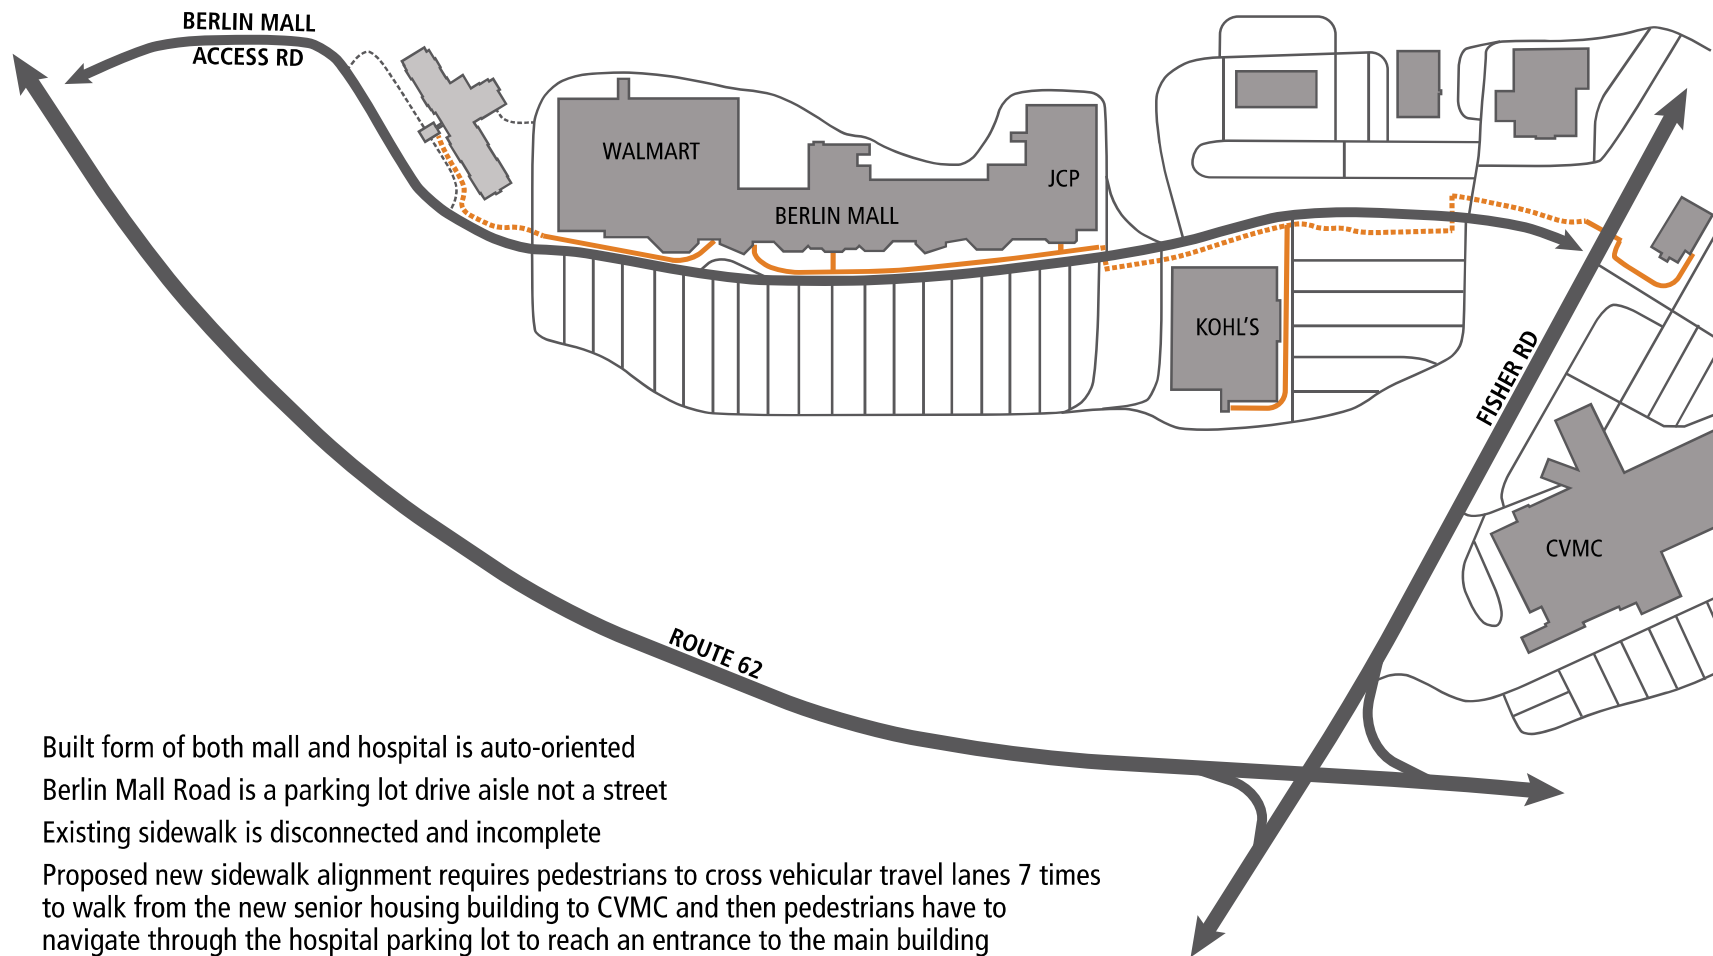 BERLIN MALL
ACCESS RD
WALMART
JCP
BERLIN MALL
KOHL'S
FISHER RD
CVMC
ROUTE 62
Built form of both mall and hospital is auto-oriented
Berlin Mall Road is a parking lot drive aisle not a street
Existing sidewalk is disconnected and incomplete
Proposed new sidewalk alignment requires pedestrians to cross vehicular travel lanes 7 times
to walk from the new senior housing building to CVMC and then pedestrians have to
navigate through the hospital parking lot to reach an entrance to the main building